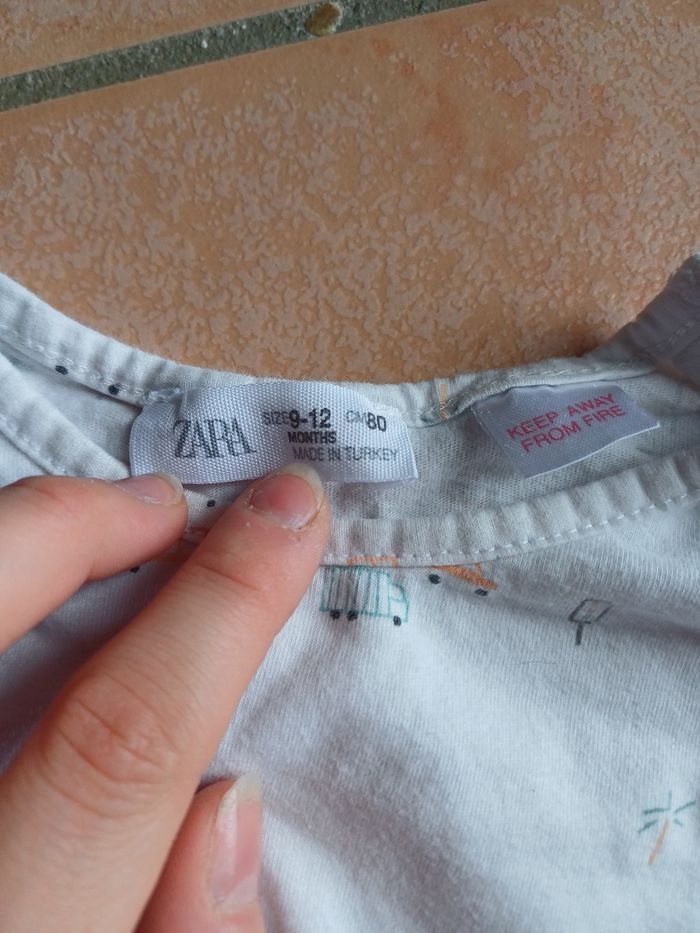 ZARA
SIZE 9-12 CM 80
MONTHS
MADE IN TURKEY
KEEP AWAY
FROM FIRE